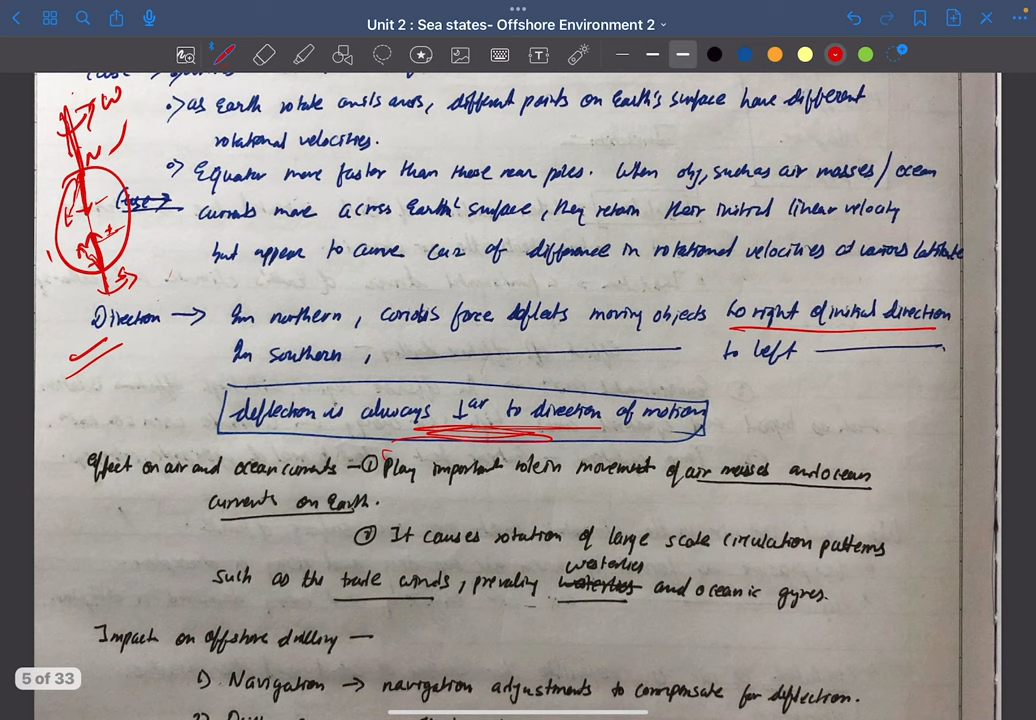 Unit 2 : Sea states- Offshore Environment 2
as Earth rotate on its axis, different points on Earth's surface have different
rotational velocities.
Equator move faster than those near poles. When obj, such as air masses/ocean
currents move across Earth' surface, they retain their initial linear velocity
but appear to curve coz of difference in rotational velocities at various latitude
Direction → In northern, coriolis force deflects moving objects to right of initial direction
In southern, to left
deflection is always ⊥ar to direction of motion
Effect on air and ocean currents - ① Play important role in movement of air masses and ocean
currents on Earth.
② It causes rotation of large scale circulation patterns
westerlies
such as the trade winds, prevailing and oceanic gyres.
Impact on offshore drilling —
1) Navigation → navigation adjustments to compensate for deflection.
5 of 33